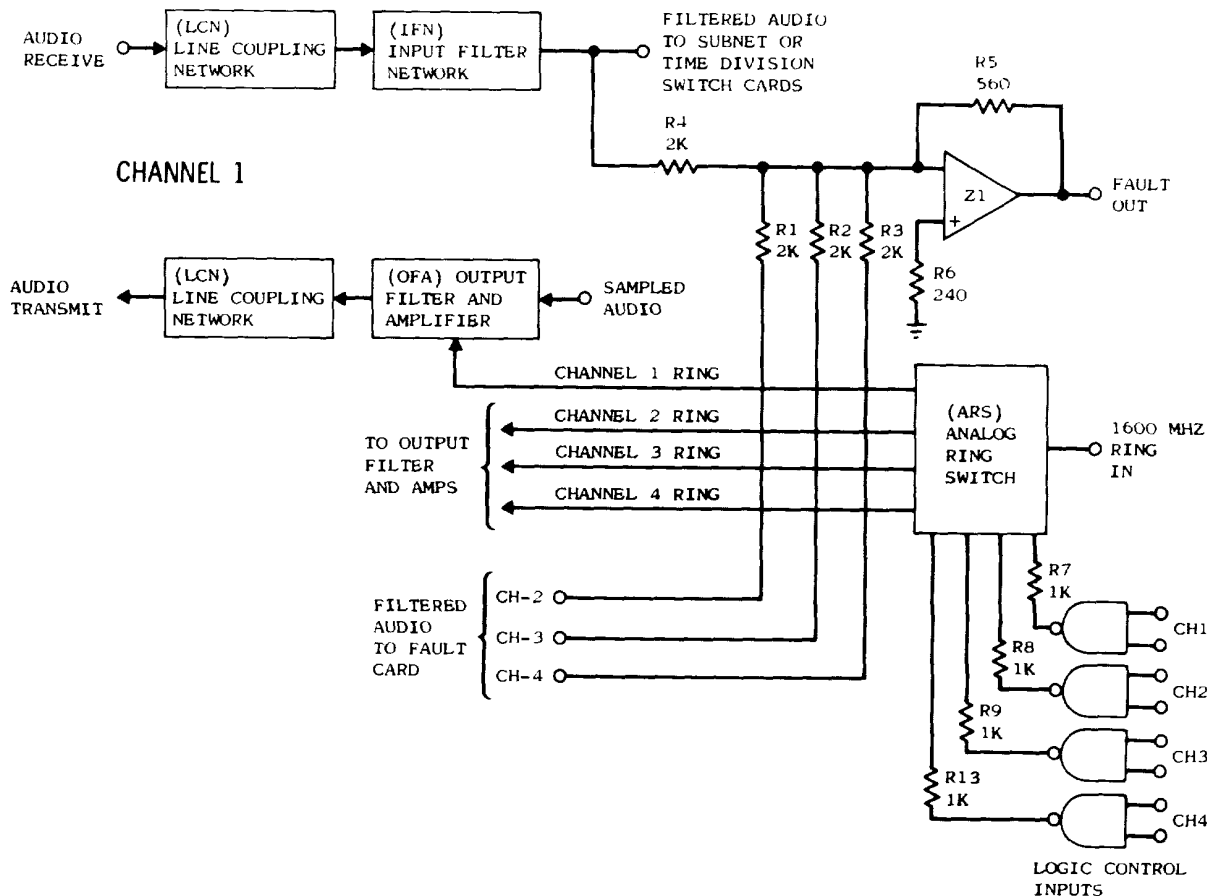 AUDIO
RECEIVE
(LCN)
LINE COUPLING
NETWORK
(IFN)
INPUT FILTER
NETWORK
FILTERED AUDIO
TO SUBNET OR
TIME DIVISION
SWITCH CARDS
R5
560
R4
2K
CHANNEL 1
Z1
+
FAULT
OUT
R1
2K
R2
2K
R3
2K
R6
240
AUDIO
TRANSMIT
(LCN)
LINE COUPLING
NETWORK
(OFA) OUTPUT
FILTER AND
AMPLIFIER
SAMPLED
AUDIO
CHANNEL 1 RING
CHANNEL 2 RING
CHANNEL 3 RING
CHANNEL 4 RING
TO OUTPUT
FILTER
AND AMPS
(ARS)
ANALOG
RING
SWITCH
1600 MHZ
RING
IN
FILTERED
AUDIO
TO FAULT
CARD
CH-2
CH-3
CH-4
R7
1K
CH1
R8
1K
CH2
R9
1K
CH3
R13
1K
CH4
LOGIC CONTROL
INPUTS